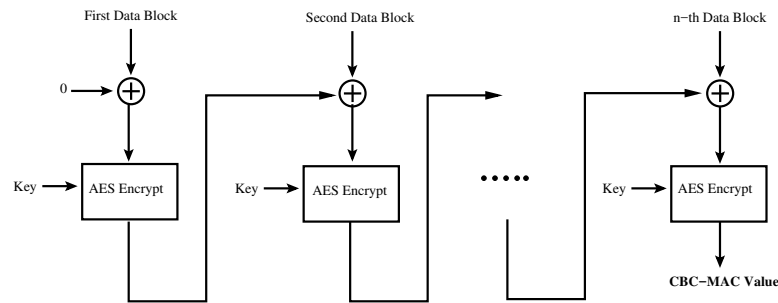 First Data Block
Second Data Block
n-th Data Block
0
Key
AES Encrypt
Key
AES Encrypt
Key
AES Encrypt
CBC-MAC Value